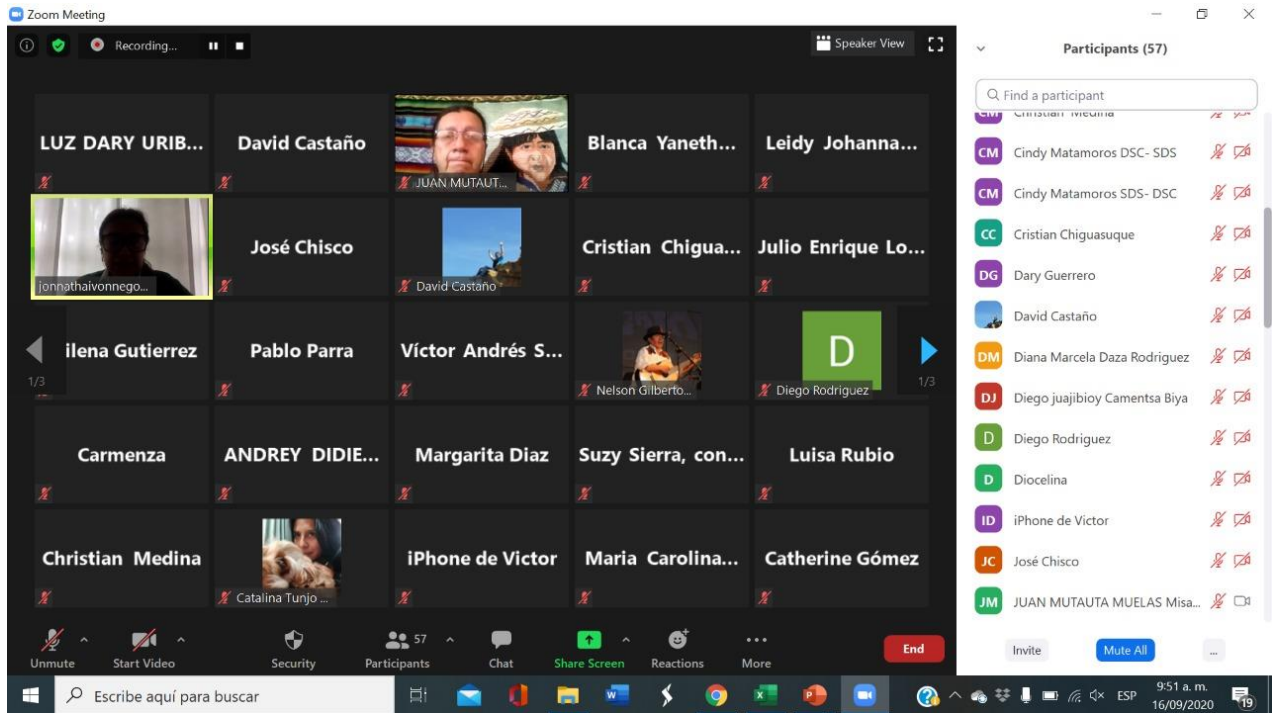 Zoom Meeting
Recording...
Speaker View
LUZ DARY URIB...
David Castaño
JUAN MUTAUT...
Blanca Yaneth...
Leidy Johanna...
jonnathaivonnego...
José Chisco
David Castaño
Cristian Chigua...
Julio Enrique Lo...
ilena Gutierrez
Pablo Parra
Víctor Andrés S...
Nelson Gilberto...
D
Diego Rodriguez
1/3
1/3
Carmenza
ANDREY DIDIE...
Margarita Diaz
Suzy Sierra, con...
Luisa Rubio
Christian Medina
Catalina Tunjo ...
iPhone de Victor
Maria Carolina...
Catherine Gómez
Unmute
Start Video
Security
57
Participants
Chat
Share Screen
Reactions
More
End
Participants (57)
Find a participant
CM Christian Medina
CM Cindy Matamoros DSC- SDS
CM Cindy Matamoros SDS- DSC
CC Cristian Chiguasuque
DG Dary Guerrero
David Castaño
DM Diana Marcela Daza Rodriguez
DJ Diego juajibioy Camentsa Biya
D Diego Rodriguez
D Diocelina
ID iPhone de Victor
JC José Chisco
JM JUAN MUTAUTA MUELAS Misa...
Invite
Mute All
...
Escribe aquí para buscar
ESP
9:51 a. m.
16/09/2020
19